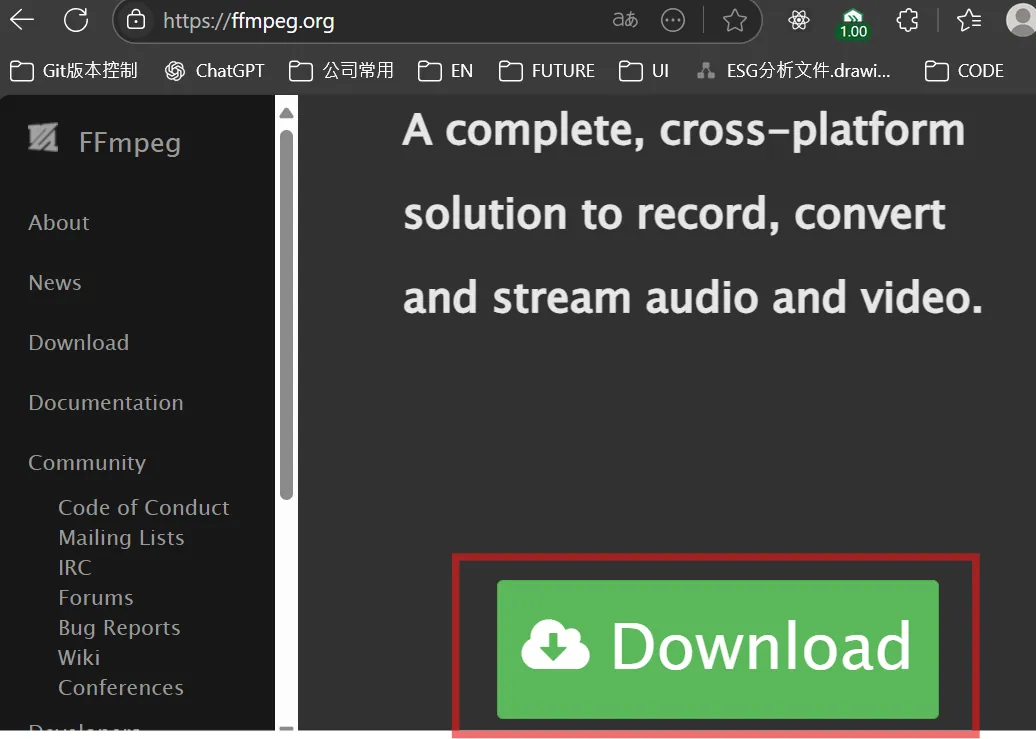 https://ffmpeg.org
aあ
1.00
Git版本控制 ChatGPT 公司常用 EN FUTURE UI ESG分析文件.drawi... CODE
FFmpeg
About
News
Download
Documentation
Community
Code of Conduct
Mailing Lists
IRC
Forums
Bug Reports
Wiki
Conferences
Developers
A complete, cross-platform
solution to record, convert
and stream audio and video.
Download